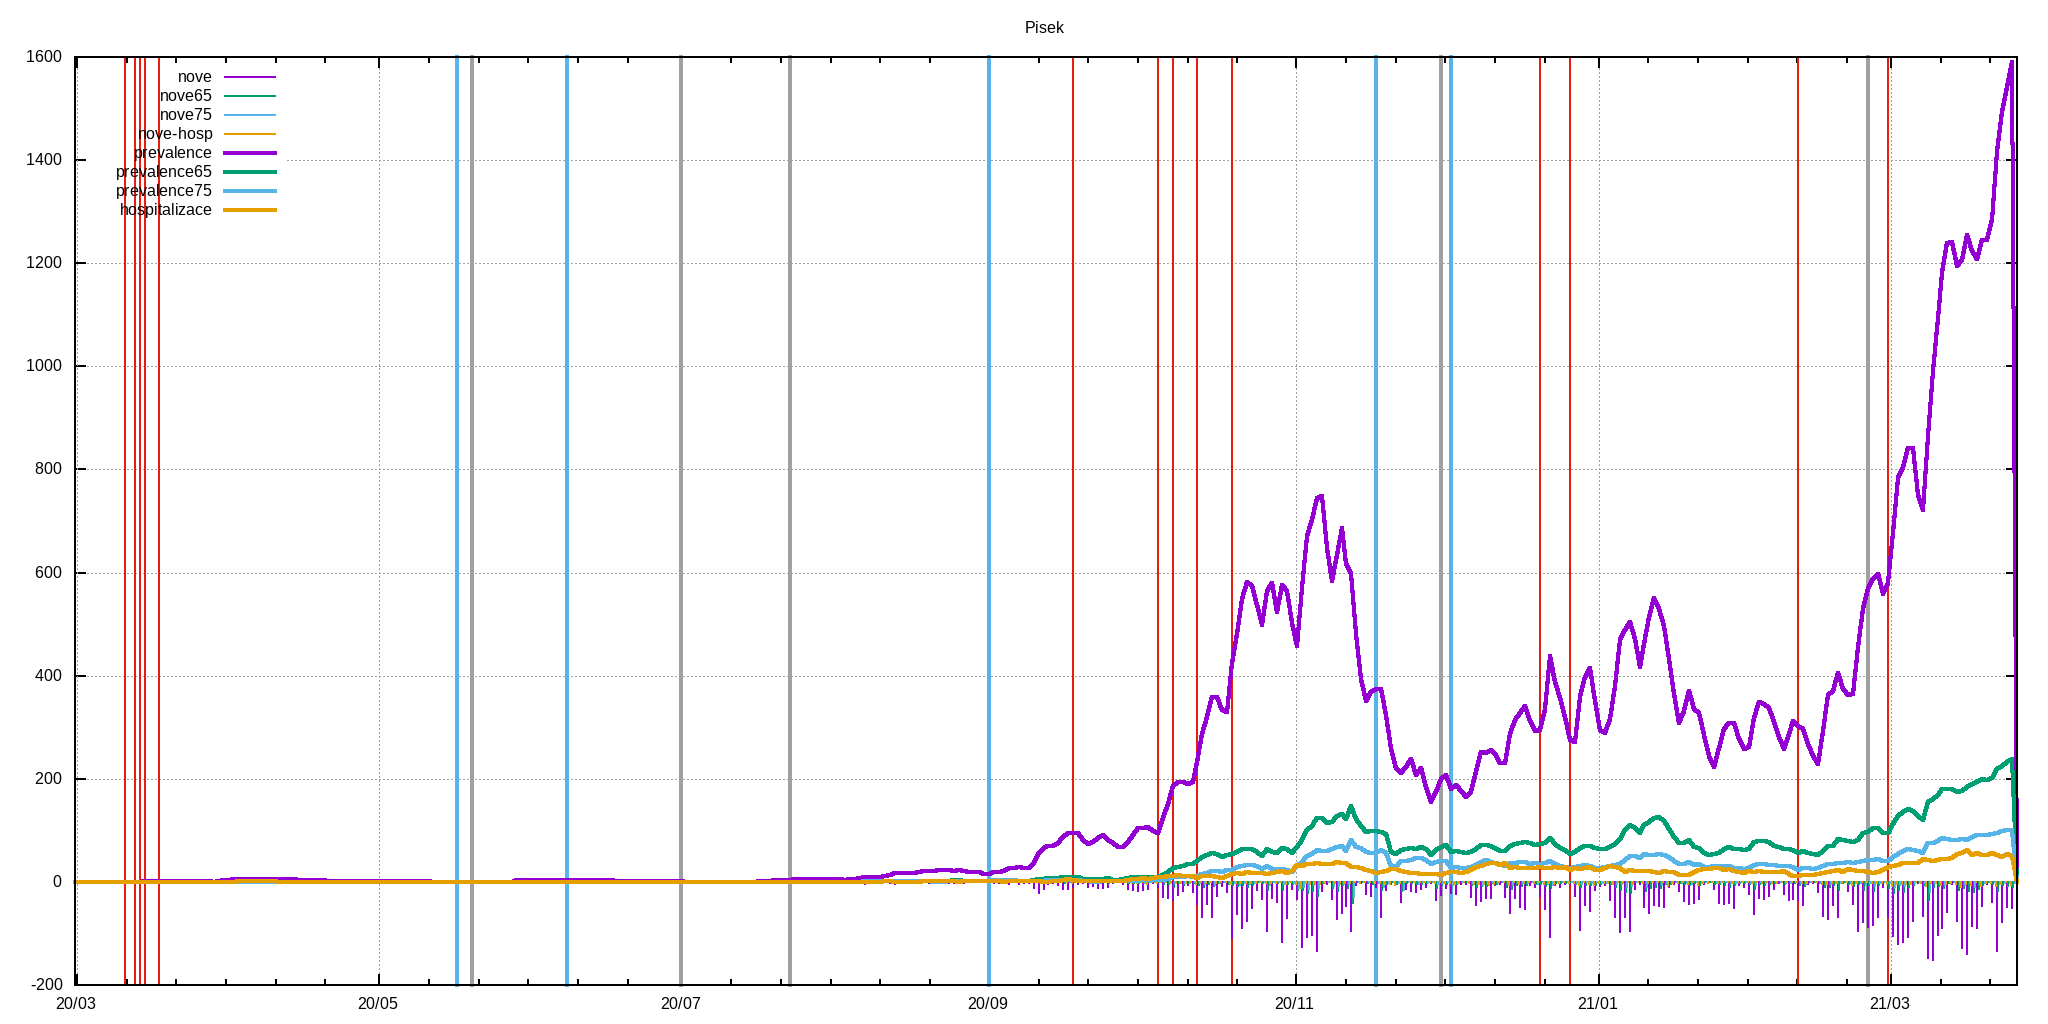 Pisek
1600
1400
1200
1000
800
600
400
200
0
-200
nove
nove65
nove75
nove-hosp
prevalence
prevalence65
prevalence75
hospitalizace
20/03 20/05 20/07 20/09 20/11 21/01 21/03